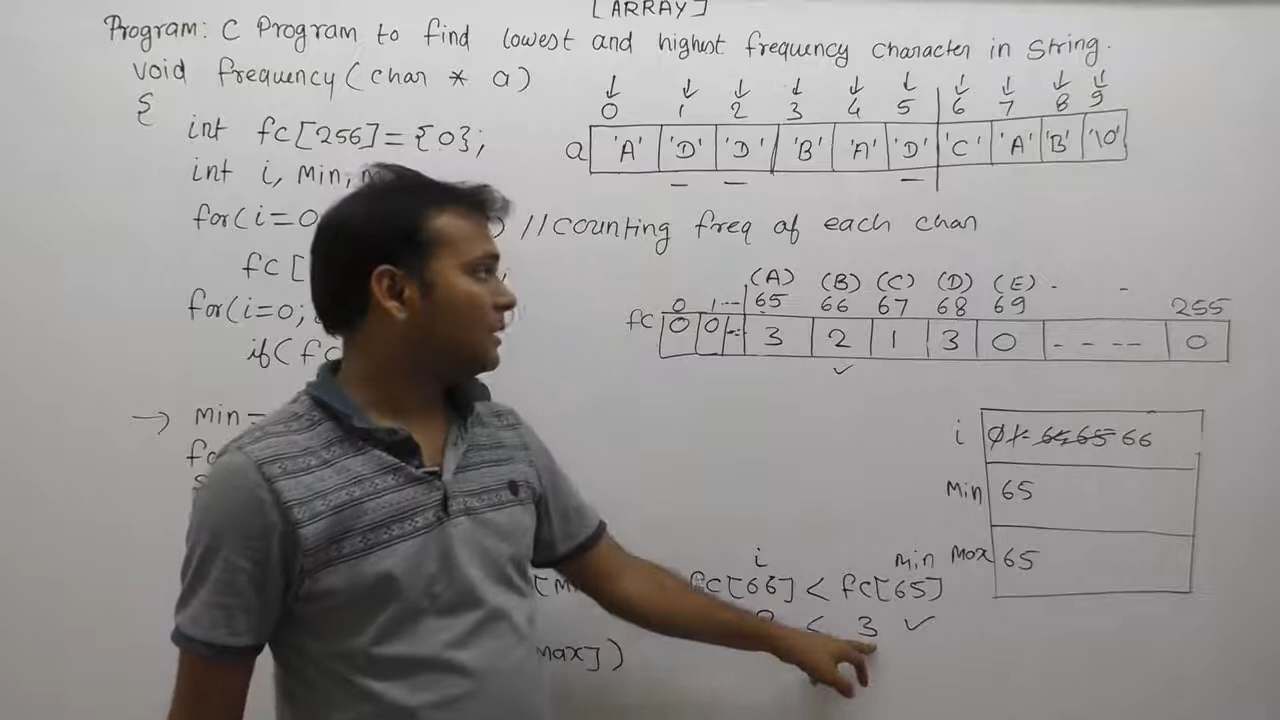 [ARRAY]
Program: C Program to find lowest and highest frequency character in String.
void frequency(char * a)
{
0 1 2 3 4 5 6 7 8 9
int fc[256]={0};
a 'A' 'D' 'D' 'B' 'A' 'D' 'C' 'A' 'B' '\0'
int i, min, m
for(i=0 ) //counting freq of each char
fc[ ;
(A) (B) (C) (D) (E) . -
for(i=0;
0 1 --- 65 66 67 68 69 255
fc 0 0 -- 3 2 1 3 0 - - -- 0
if(fc
→ min=
i 0 1- 64 65 66
fo
min 65
i min max 65
[m fc[66] < fc[65]
< 3 ✓
max])